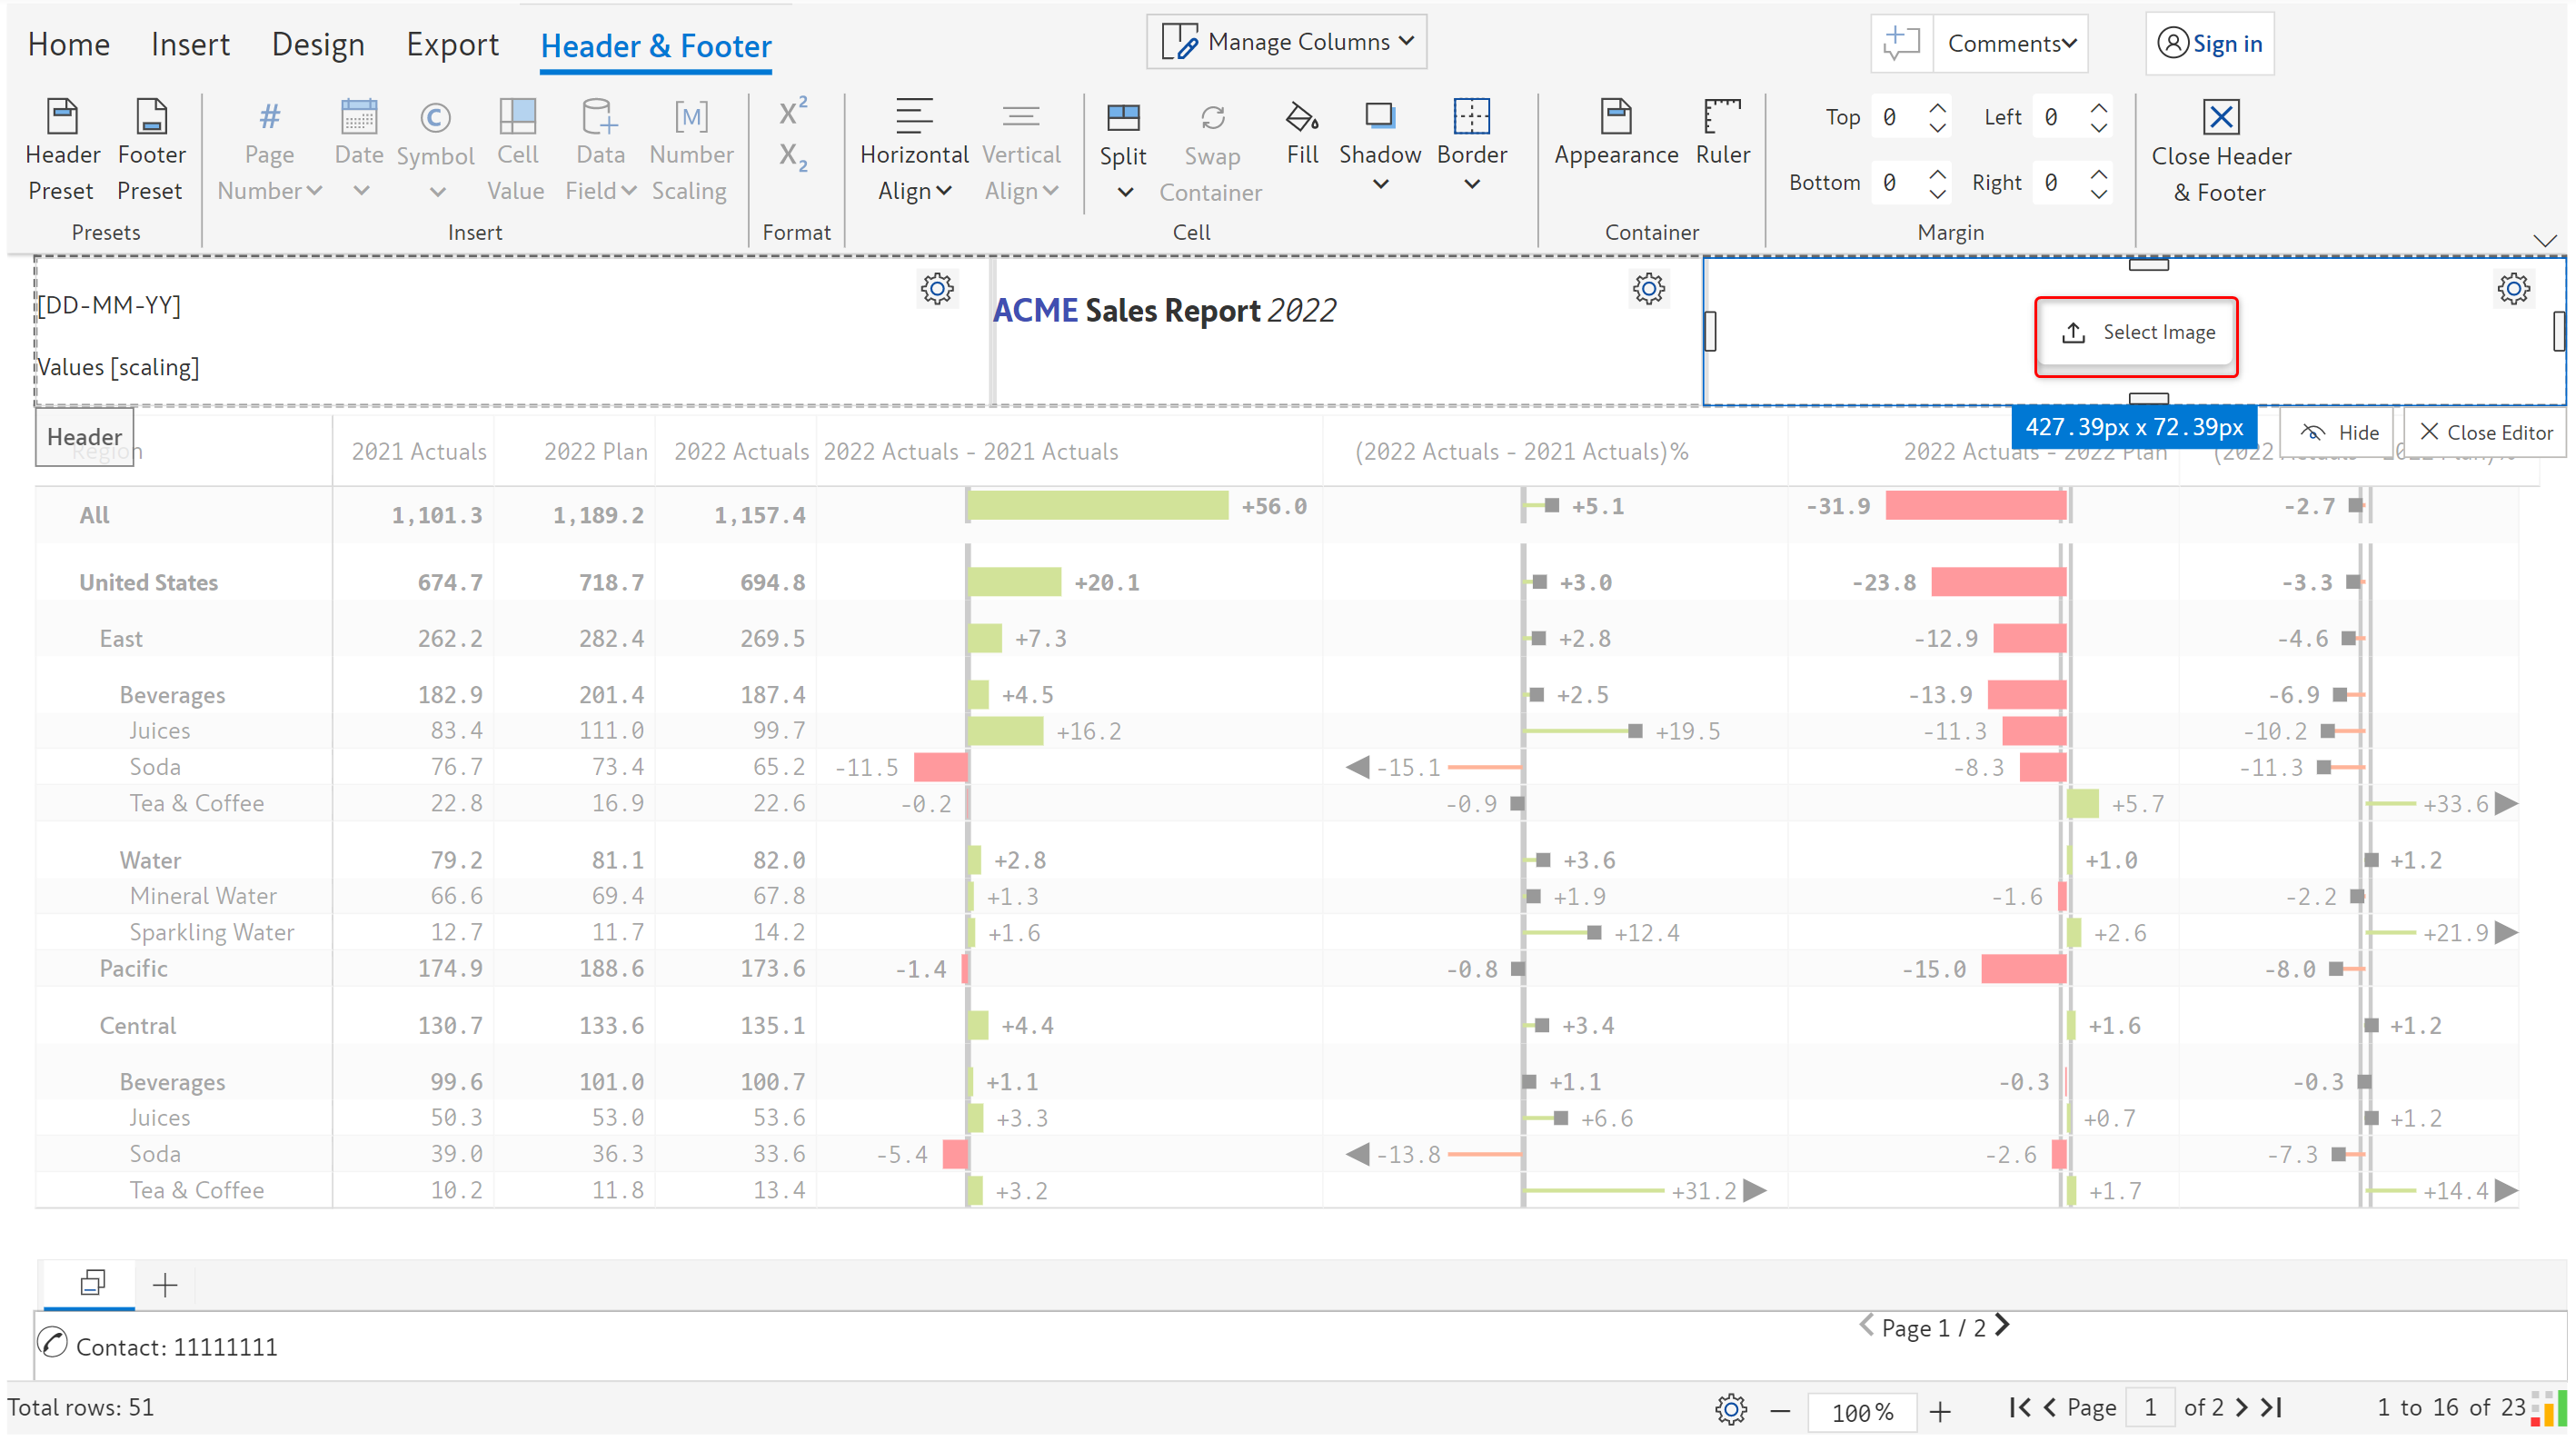 Home Insert Design Export Header & Footer Manage Columns Comments Sign in
Header Preset Footer Preset Page Number Date Symbol Cell Value Data Field Number Scaling X² X₂ Horizontal Align Vertical Align Split Swap Container Fill Shadow Border Appearance Ruler Top 0 Left 0 Bottom 0 Right 0 Close Header & Footer
Presets Insert Format Cell Container Margin
[DD-MM-YY]
ACME Sales Report 2022
Select Image
Values [scaling]
427.39px x 72.39px Hide Close Editor
Header
Region 2021 Actuals 2022 Plan 2022 Actuals 2022 Actuals - 2021 Actuals (2022 Actuals - 2021 Actuals)% 2022 Actuals - 2022 Plan
All 1,101.3 1,189.2 1,157.4 +56.0 +5.1 -31.9 -2.7
United States 674.7 718.7 694.8 +20.1 +3.0 -23.8 -3.3
East 262.2 282.4 269.5 +7.3 +2.8 -12.9 -4.6
Beverages 182.9 201.4 187.4 +4.5 +2.5 -13.9 -6.9
Juices 83.4 111.0 99.7 +16.2 +19.5 -11.3 -10.2
Soda 76.7 73.4 65.2 -11.5 -15.1 -8.3 -11.3
Tea & Coffee 22.8 16.9 22.6 -0.2 -0.9 +5.7 +33.6
Water 79.2 81.1 82.0 +2.8 +3.6 +1.0 +1.2
Mineral Water 66.6 69.4 67.8 +1.3 +1.9 -1.6 -2.2
Sparkling Water 12.7 11.7 14.2 +1.6 +12.4 +2.6 +21.9
Pacific 174.9 188.6 173.6 -1.4 -0.8 -15.0 -8.0
Central 130.7 133.6 135.1 +4.4 +3.4 +1.6 +1.2
Beverages 99.6 101.0 100.7 +1.1 +1.1 -0.3 -0.3
Juices 50.3 53.0 53.6 +3.3 +6.6 +0.7 +1.2
Soda 39.0 36.3 33.6 -5.4 -13.8 -2.6 -7.3
Tea & Coffee 10.2 11.8 13.4 +3.2 +31.2 +1.7 +14.4
Contact: 11111111 Page 1 / 2
Total rows: 51 100% Page 1 of 2 1 to 16 of 23